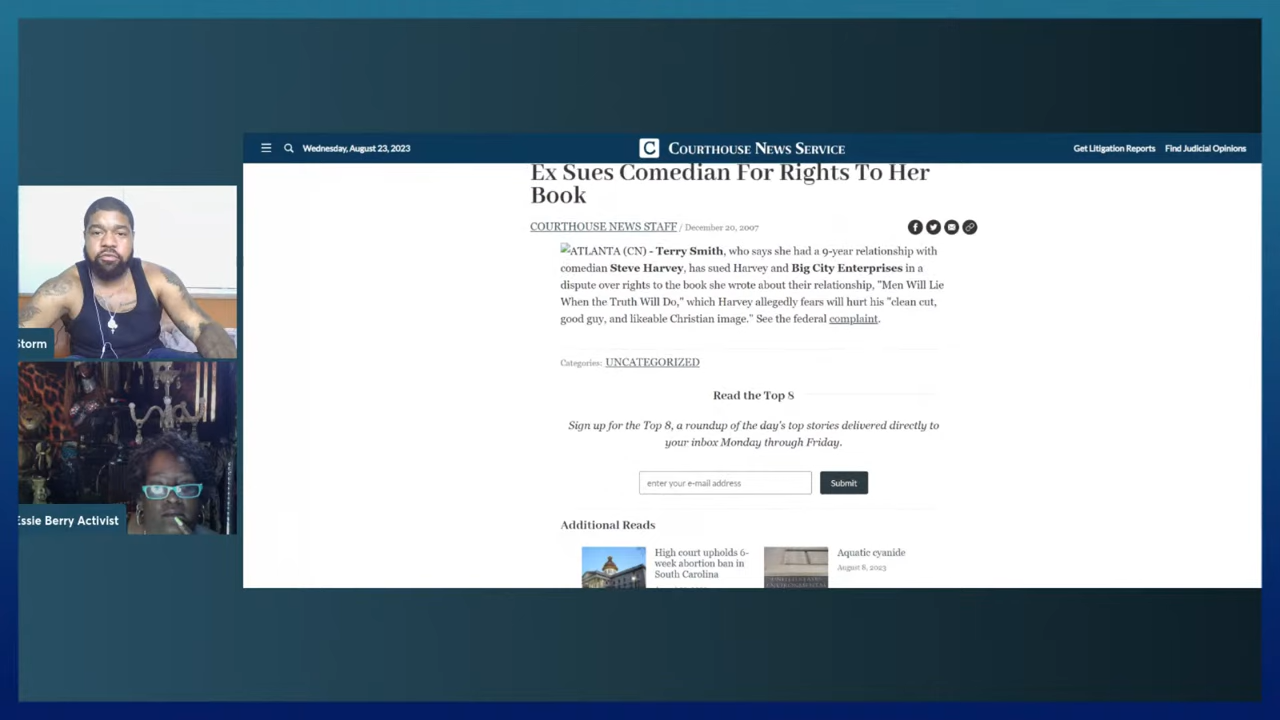 Wednesday, August 23, 2023
C COURTHOUSE NEWS SERVICE
Get Litigation Reports Find Judicial Opinions
Ex Sues Comedian For Rights To Her
Book
COURTHOUSE NEWS STAFF / December 20, 2007
ATLANTA (CN) - Terry Smith, who says she had a 9-year relationship with
comedian Steve Harvey, has sued Harvey and Big City Enterprises in a
dispute over rights to the book she wrote about their relationship, "Men Will Lie
When the Truth Will Do," which Harvey allegedly fears will hurt his "clean cut,
good guy, and likeable Christian image." See the federal complaint.
Categories: UNCATEGORIZED
Read the Top 8
Sign up for the Top 8, a roundup of the day's top stories delivered directly to
your inbox Monday through Friday.
enter your e-mail address
Submit
Additional Reads
High court upholds 6-
week abortion ban in
South Carolina
Aquatic cyanide
August 8, 2023
Storm
Essie Berry Activist